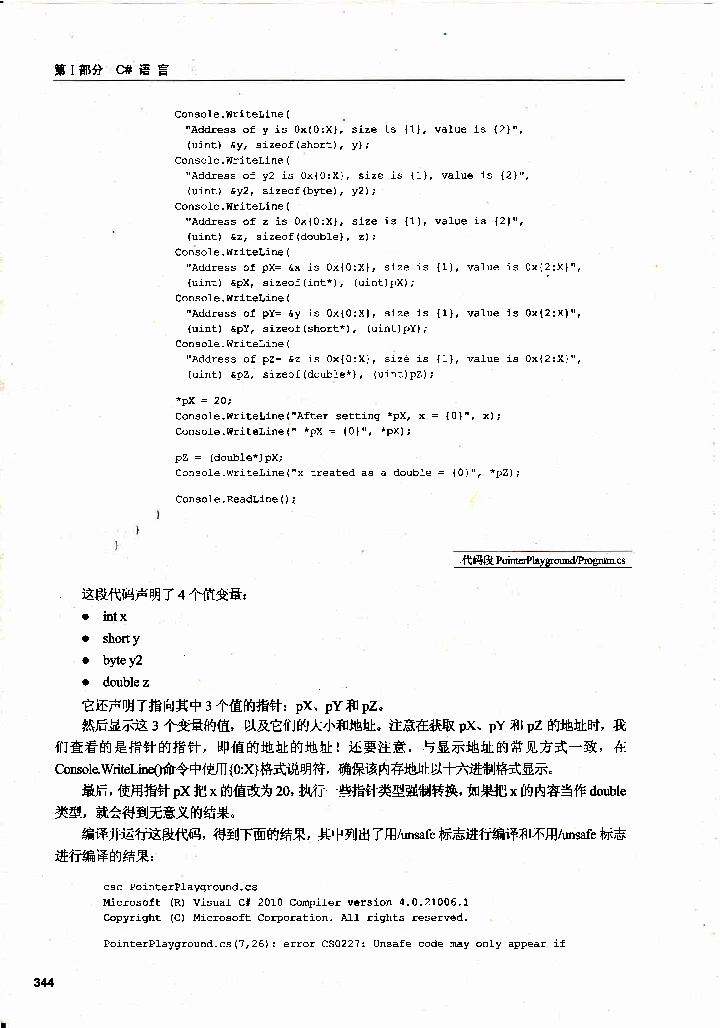 第 I 部分 C# 语 言
Console.WriteLine(
"Address of y is 0x{0:X}, size is {1}, value is {2}",
(uint) &y, sizeof(short), y);
Console.WriteLine(
"Address of y2 is 0x{0:X}, size is {1}, value is {2}",
(uint) &y2, sizeof(byte), y2);
Console.WriteLine(
"Address of z is 0x{0:X}, size is {1}, value is {2}",
(uint) &z, sizeof(double), z);
Console.WriteLine(
"Address of pX= &x is 0x{0:X}, size is {1}, value is 0x{2:X}",
(uint) &pX, sizeof(int*), (uint)pX);
Console.WriteLine(
"Address of pY= &y is 0x{0:X}, size is {1}, value is 0x{2:X}",
(uint) &pY, sizeof(short*), (uint)pY);
Console.WriteLine(
"Address of pZ= &z is 0x{0:X}, size is {1}, value is 0x{2:X}",
(uint) &pZ, sizeof(double*), (uint)pZ);
*pX = 20;
Console.WriteLine("After setting *pX, x = {0}", x);
Console.WriteLine(" *pX = {0}", *pX);
pZ = (double*)pX;
Console.WriteLine("x treated as a double = {0}", *pZ);
Console.ReadLine();
}
}
}
代码段 PointerPlayground/Program.cs
这段代码声明了 4 个值变量：
● int x
● short y
● byte y2
● double z
它还声明了指向其中 3 个值的指针：pX、pY 和 pZ。
然后显示这 3 个变量的值，以及它们的大小和地址。注意在获取 pX、pY 和 pZ 的地址时，我
们查看的是指针的指针，即值的地址的地址！还要注意，与显示地址的常见方式一致，在
Console.WriteLine()命令中使用{0:X}格式说明符，确保该内存地址以十六进制格式显示。
最后，使用指针 pX 把 x 的值改为 20，执行一些指针类型强制转换，如果把 x 的内容当作 double
类型，就会得到无意义的结果。
编译并运行这段代码，得到下面的结果，其中列出了用/unsafe 标志进行编译和不用/unsafe 标志
进行编译的结果：
csc PointerPlayground.cs
Microsoft (R) Visual C# 2010 Compiler version 4.0.21006.1
Copyright (C) Microsoft Corporation. All rights reserved.
PointerPlayground.cs(7,26): error CS0227: Unsafe code may only appear if
344